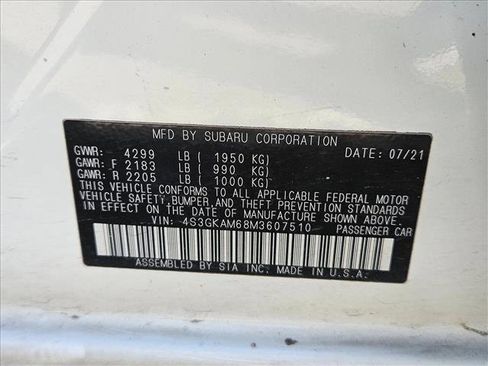 MFD BY SUBARU CORPORATION
GVWR: 4299 LB ( 1950 KG) DATE: 07/21
GAWR: F 2183 LB ( 990 KG)
GAWR: R 2205 LB ( 1000 KG)
THIS VEHICLE CONFORMS TO ALL APPLICABLE FEDERAL MOTOR
VEHICLE SAFETY,BUMPER,AND THEFT PREVENTION STANDARDS
IN EFFECT ON THE DATE OF MANUFACTURE SHOWN ABOVE.
VIN: 4S3GKAM68M3607510 PASSENGER CAR
ASSEMBLED BY SIA INC. MADE IN U.S.A.